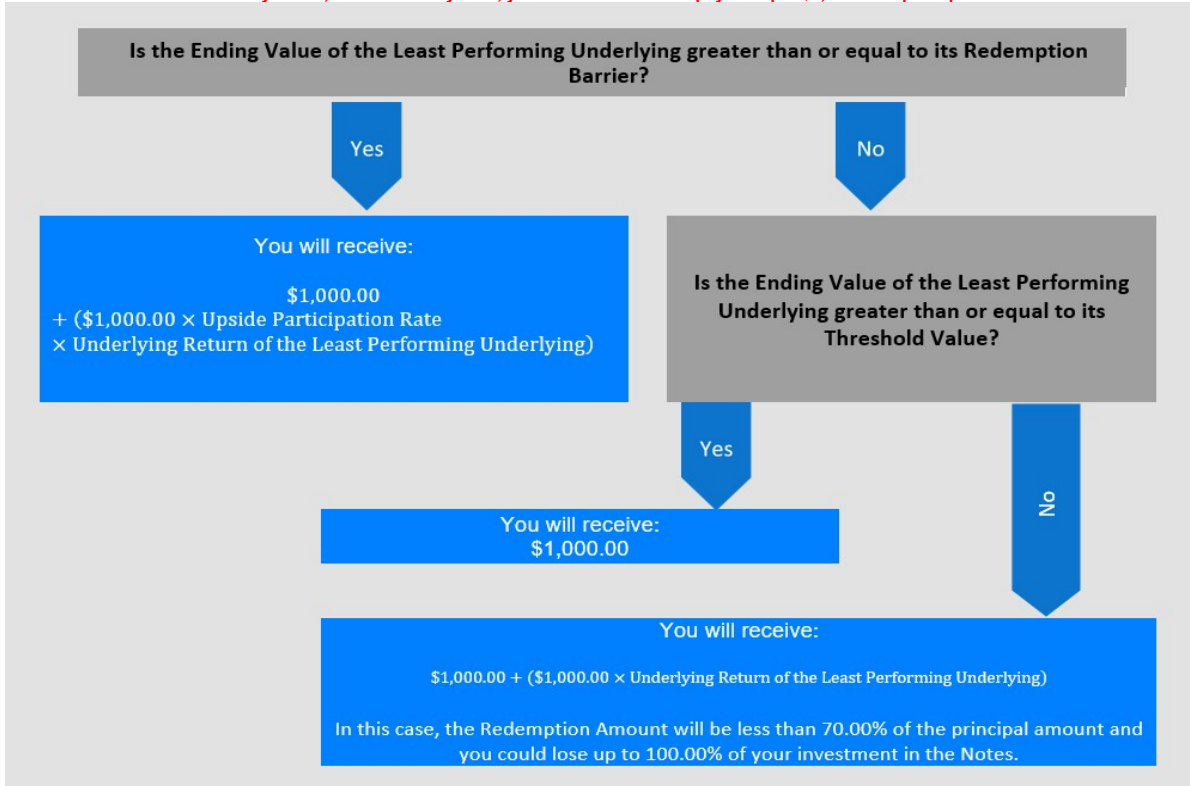 Is the Ending Value of the Least Performing Underlying greater than or equal to its Redemption
Barrier?
Yes
No
You will receive:
$1,000.00
+ ($1,000.00 × Upside Participation Rate
× Underlying Return of the Least Performing Underlying)
Is the Ending Value of the Least Performing
Underlying greater than or equal to its
Threshold Value?
Yes
No
You will receive:
$1,000.00
You will receive:
$1,000.00 + ($1,000.00 × Underlying Return of the Least Performing Underlying)
In this case, the Redemption Amount will be less than 70.00% of the principal amount and
you could lose up to 100.00% of your investment in the Notes.